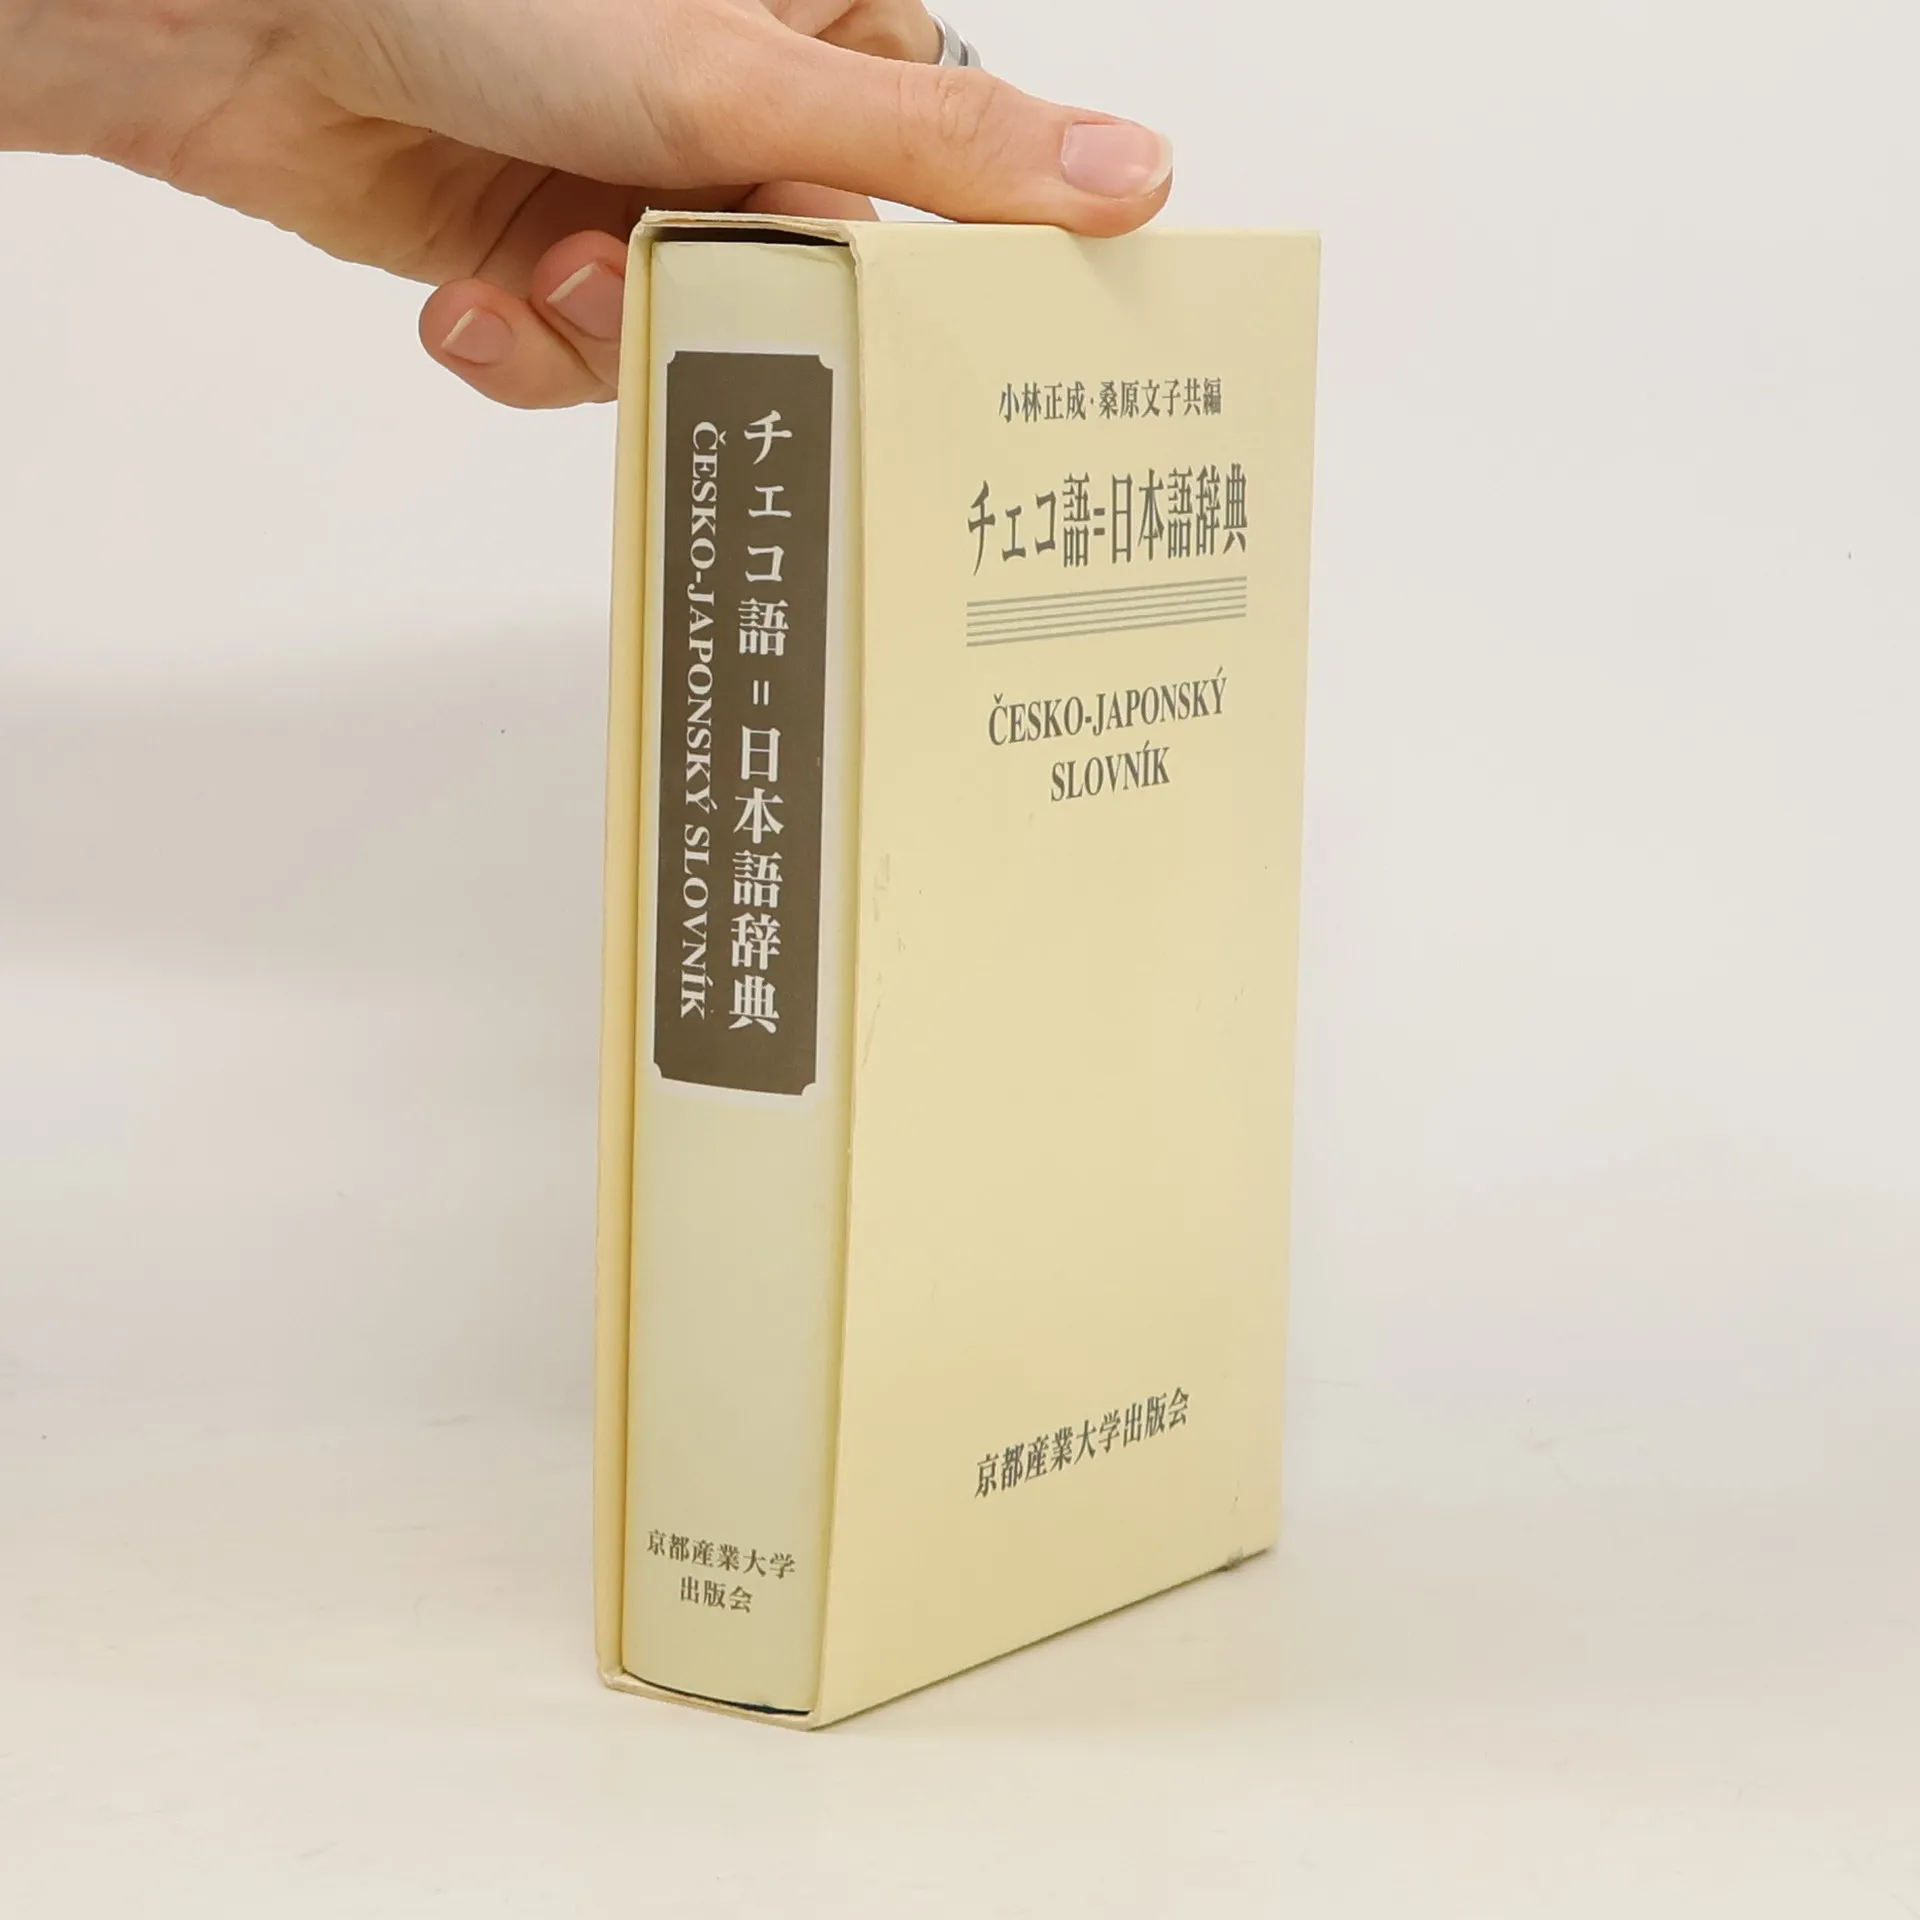 チェコ語=日本語辞典
ČESKO-JAPONSKÝ SLOVNÍK
京都産業大学
出版会
小林正成·桑原文子共編
チェコ語=日本語辞典
ČESKO-JAPONSKÝ
SLOVNÍK
京都産業大学出版会